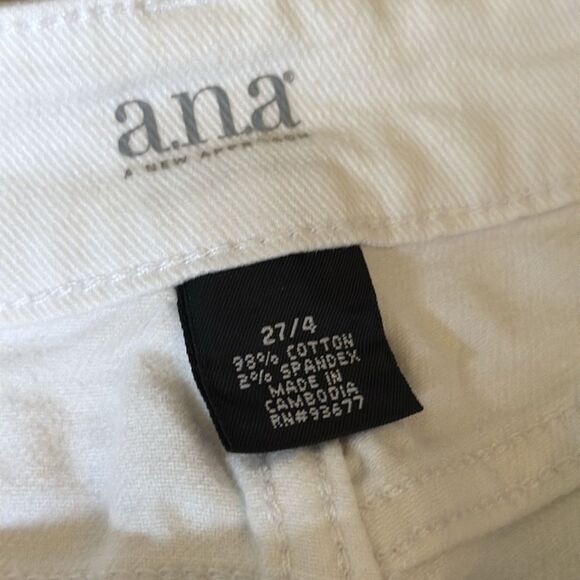 a.n.a®
A NEW APPROACH
27/4
98% COTTON
2% SPANDEX
MADE IN
CAMBODIA
RN#93677